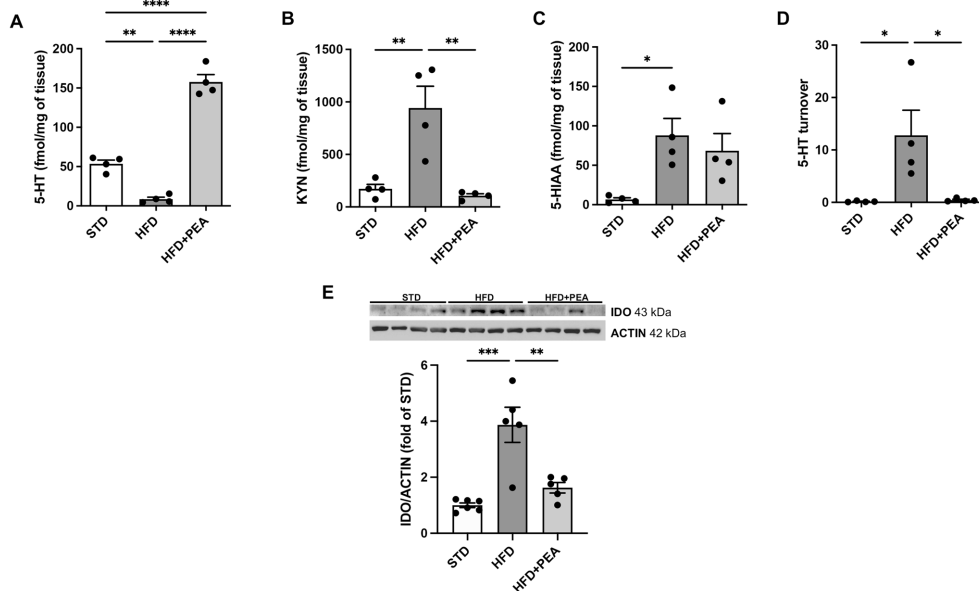 A
****
**
****
5-HT (fmol/mg of tissue)
200
150
100
50
0
STD
HFD
HFD+PEA
B
**
**
KYN (fmol/mg of tissue)
1500
1000
500
0
STD
HFD
HFD+PEA
C
*
5-HIAA (fmol/mg of tissue)
200
150
100
50
0
STD
HFD
HFD+PEA
D
*
*
5-HT turnover
30
20
10
0
STD
HFD
HFD+PEA
E
STD HFD HFD+PEA
IDO 43 kDa
ACTIN 42 kDa
***
**
IDO/ACTIN (fold of STD)
6
4
2
0
STD
HFD
HFD+PEA